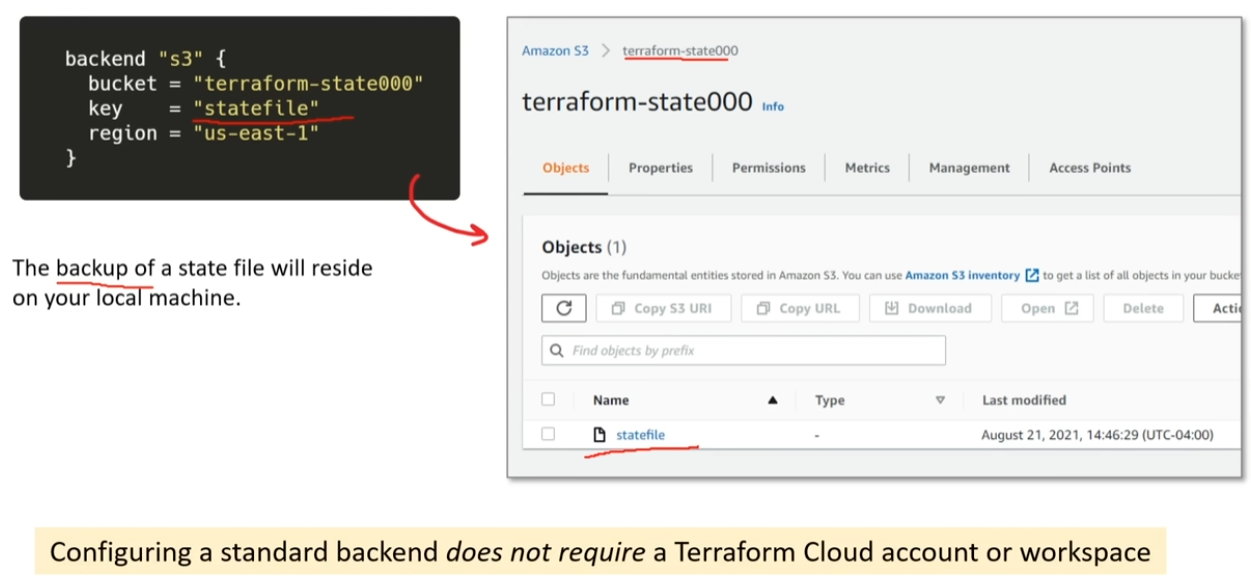 backend "s3" {
bucket = "terraform-state000"
key = "statefile"
region = "us-east-1"
}
The backup of a state file will reside
on your local machine.
Amazon S3 > terraform-state000
terraform-state000 Info
Objects Properties Permissions Metrics Management Access Points
Objects (1)
Objects are the fundamental entities stored in Amazon S3. You can use Amazon S3 inventory to get a list of all objects in your bucke
Copy S3 URI Copy URL Download Open Delete Acti
Find objects by prefix
Name Type Last modified
statefile - August 21, 2021, 14:46:29 (UTC-04:00)
Configuring a standard backend does not require a Terraform Cloud account or workspace